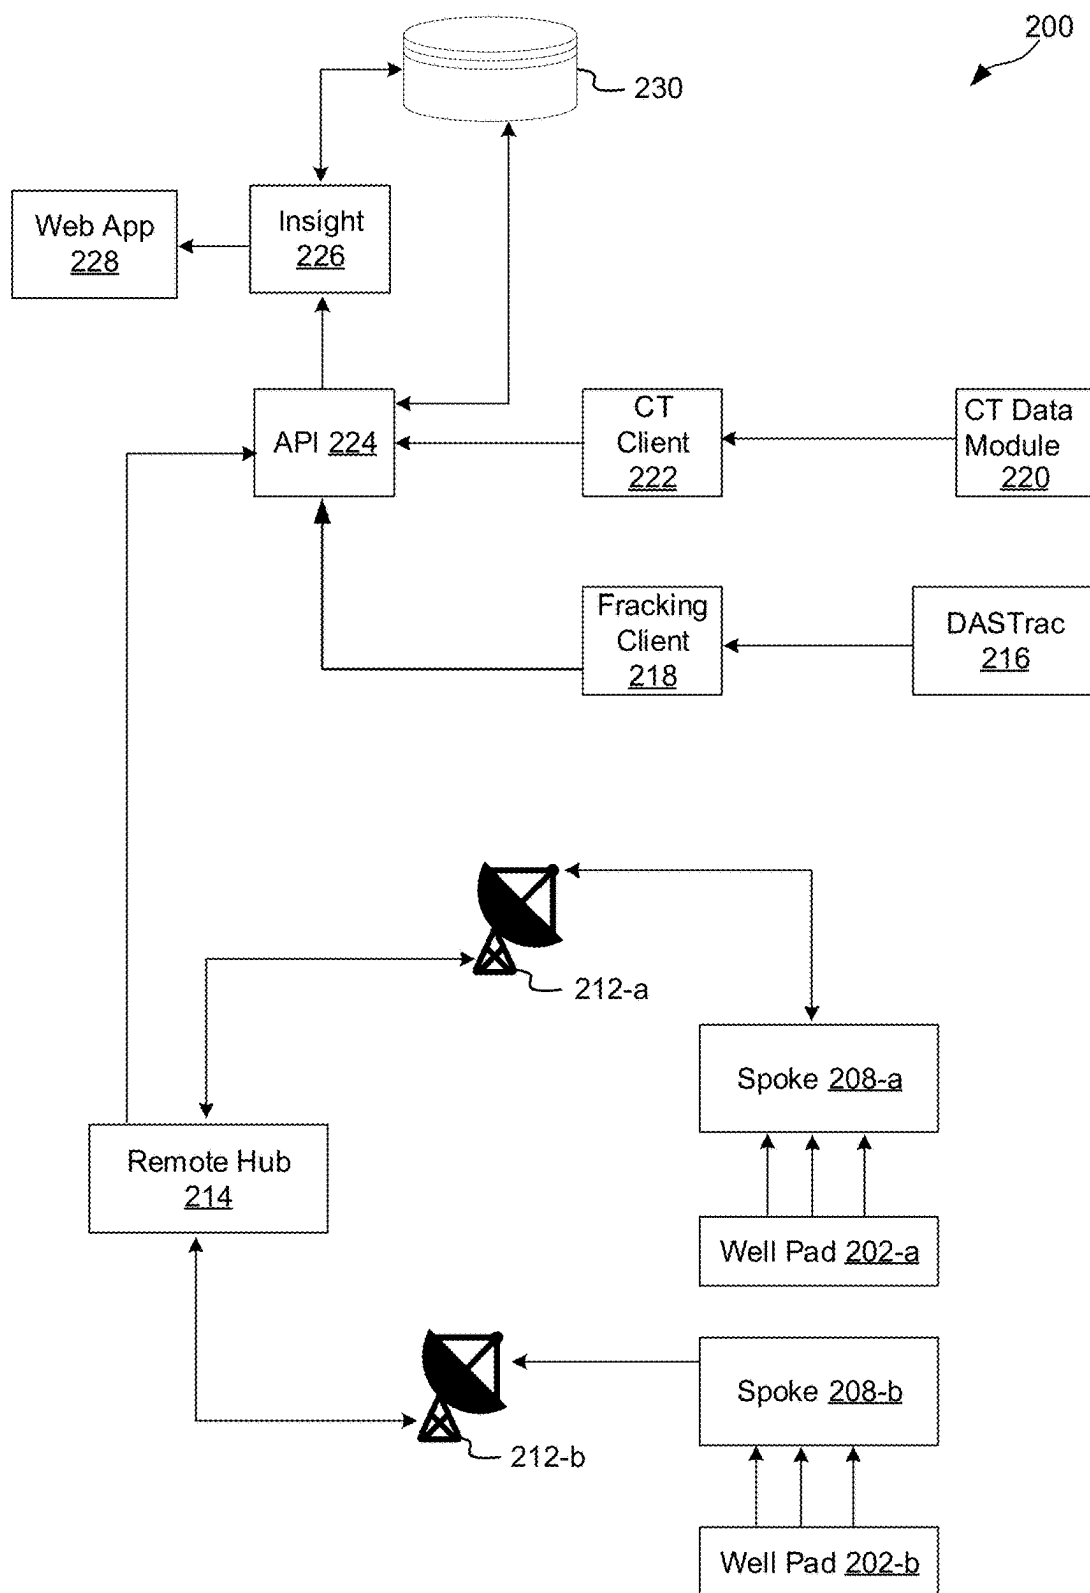 200
230
Web App
228
Insight
226
API 224
CT
Client
222
CT Data
Module
220
Fracking
Client
218
DASTrac
216
212-a
Spoke 208-a
Remote Hub
214
Well Pad 202-a
Spoke 208-b
212-b
Well Pad 202-b